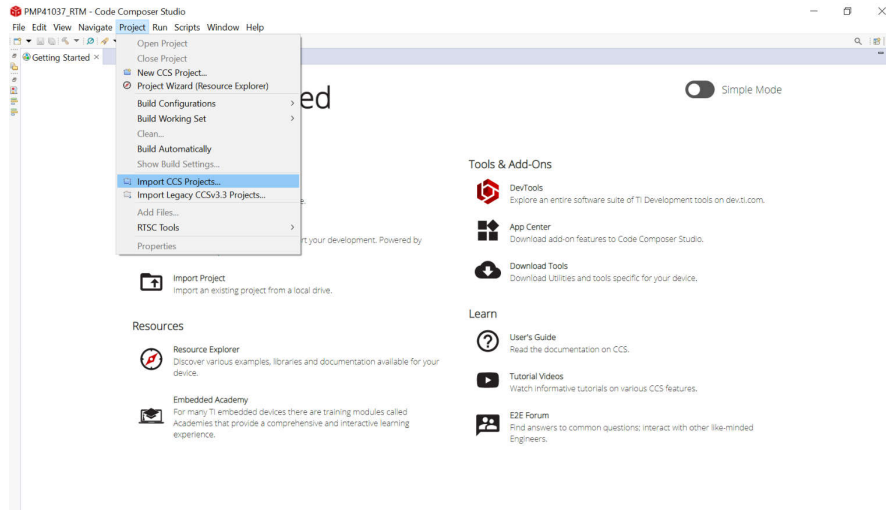 PMP41037_RTM - Code Composer Studio
File Edit View Navigate Project Run Scripts Window Help
Getting Started
Open Project
Close Project
New CCS Project...
Project Wizard (Resource Explorer)
Build Configurations
Build Working Set
Clean...
Build Automatically
Show Build Settings...
Import CCS Projects...
Import Legacy CCSv3.3 Projects...
Add Files...
RTSC Tools
Properties
ed
Simple Mode
e.
rt your development. Powered by
Import Project
Import an existing project from a local drive.
Resources
Resource Explorer
Discover various examples, libraries and documentation available for your
device.
Embedded Academy
For many TI embedded devices there are training modules called
Academies that provide a comprehensive and interactive learning
experience.
Tools & Add-Ons
DevTools
Explore an entire software suite of TI Development tools on dev.ti.com.
App Center
Download add-on features to Code Composer Studio.
Download Tools
Download Utilities and tools specific for your device.
Learn
User's Guide
Read the documentation on CCS.
Tutorial Videos
Watch informative tutorials on various CCS features.
E2E Forum
Find answers to common questions; interact with other like-minded
Engineers.